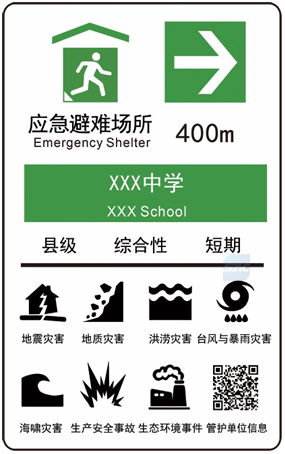 应急避难场所
Emergency Shelter
400m
XXX中学
XXX School
县级 综合性 短期
地震灾害 地质灾害 洪涝灾害 台风与暴雨灾害
海啸灾害 生产安全事故 生态环境事件 管护单位信息